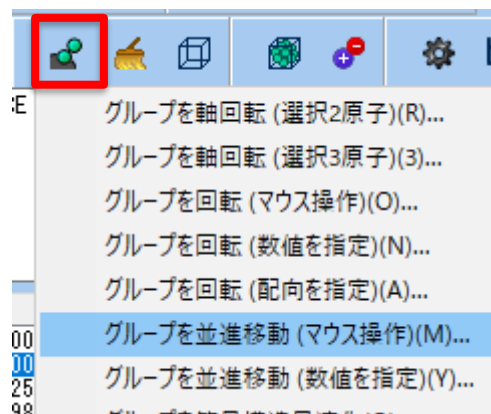 E
グループを軸回転 (選択2原子)(R)...
グループを軸回転 (選択3原子)(3)...
グループを回転 (マウス操作)(O)...
グループを回転 (数値を指定)(N)...
グループを回転 (配向を指定)(A)...
00
グループを並進移動 (マウス操作)(M)...
00
25
グループを並進移動 (数値を指定)(Y)...
98